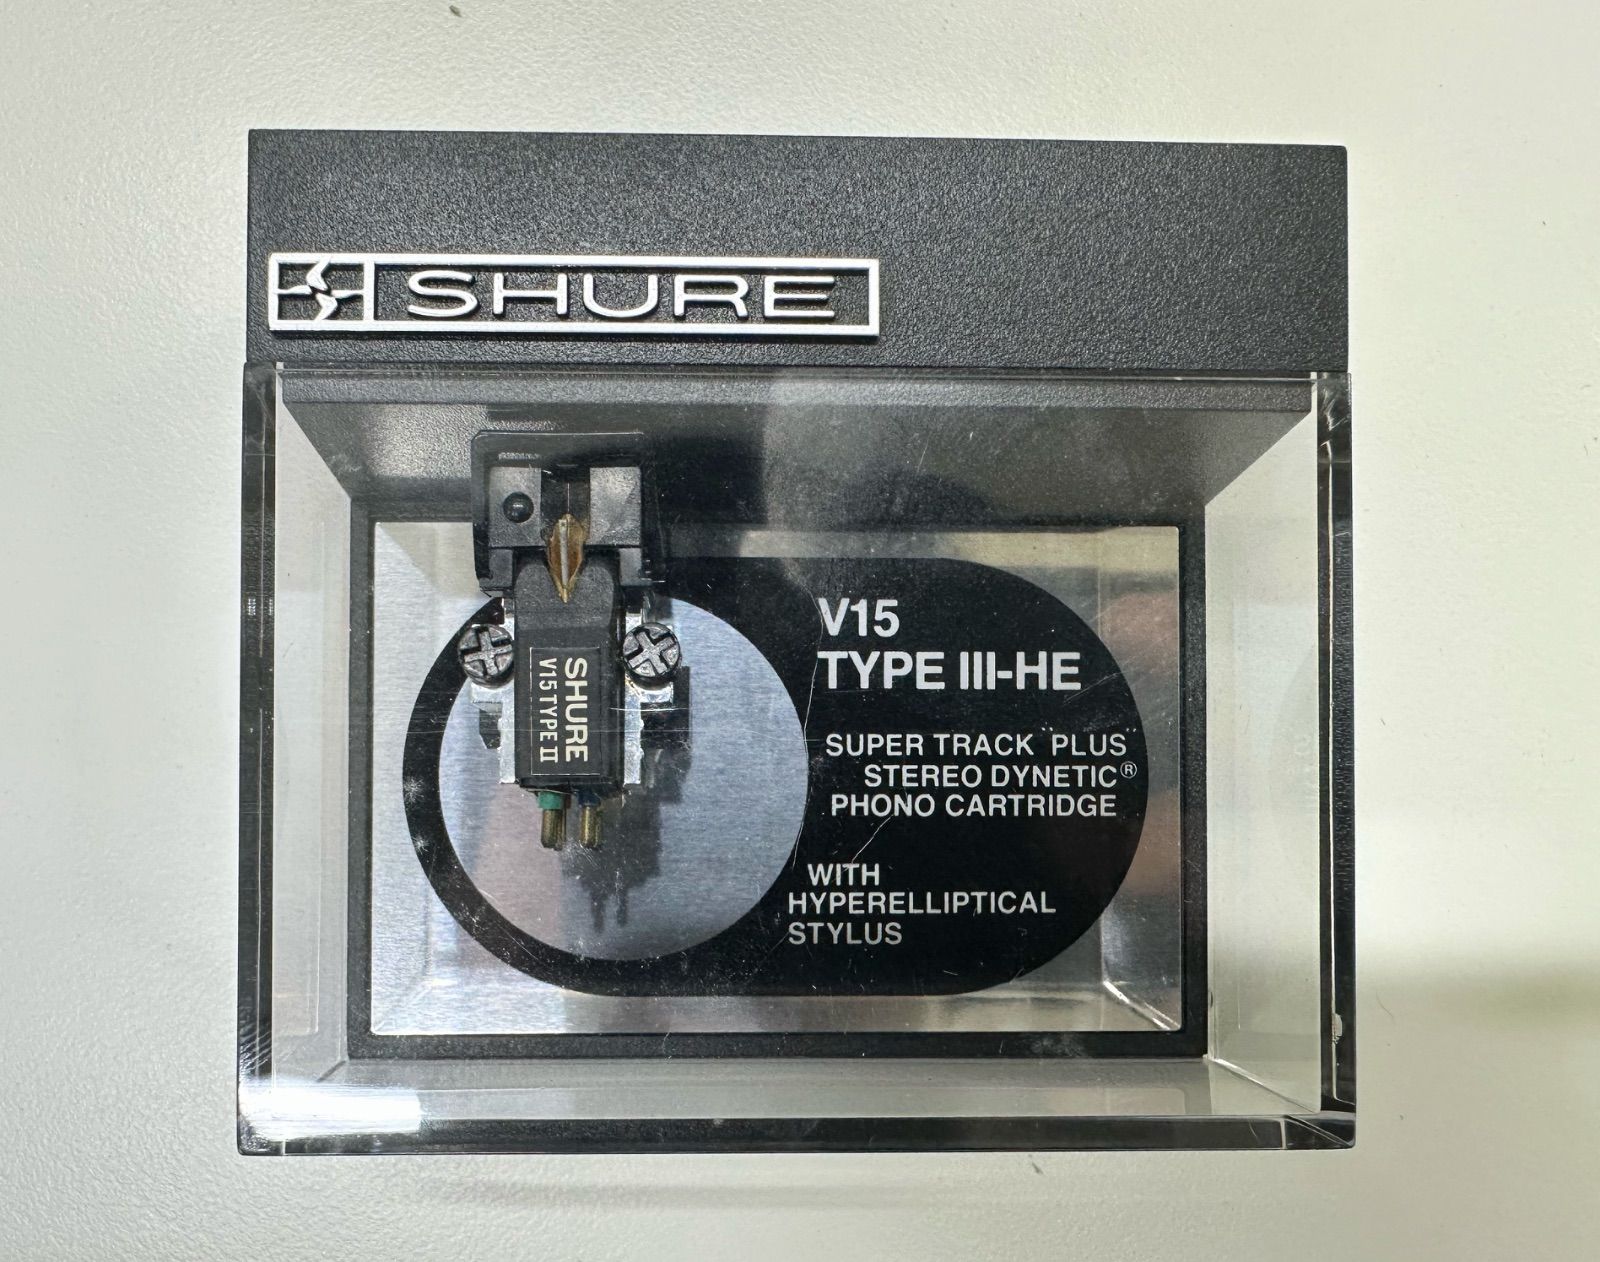 SHURE
V15
TYPE III-HE
SUPER TRACK "PLUS"
STEREO DYNETIC®
PHONO CARTRIDGE
WITH
HYPERELLIPTICAL
STYLUS
SHURE
V15 TYPE II